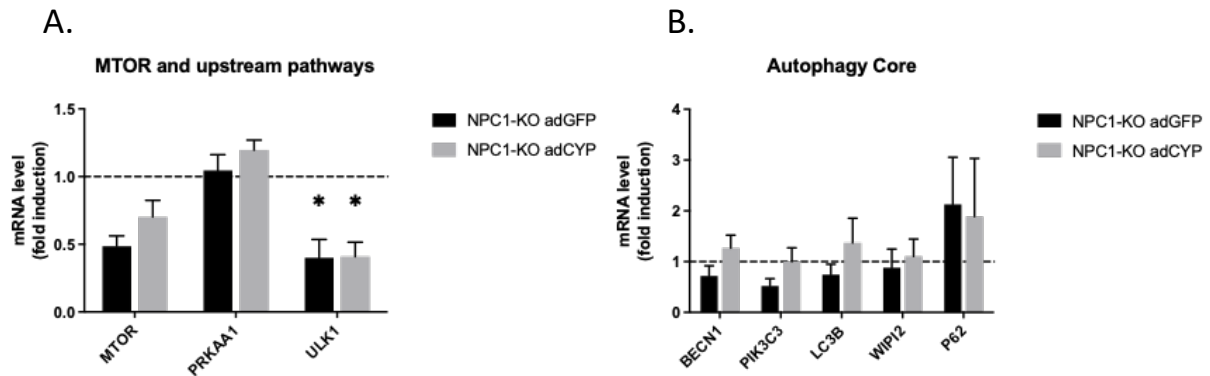 A.
MTOR and upstream pathways
mRNA level
(fold induction)
1.5
1.0
0.5
0.0
* *
MTOR
PRKAA1
ULK1
NPC1-KO adGFP
NPC1-KO adCYP
B.
Autophagy Core
mRNA level
(fold induction)
4
3
2
1
0
BECN1
PIK3C3
LC3B
WIPI2
P62
NPC1-KO adGFP
NPC1-KO adCYP